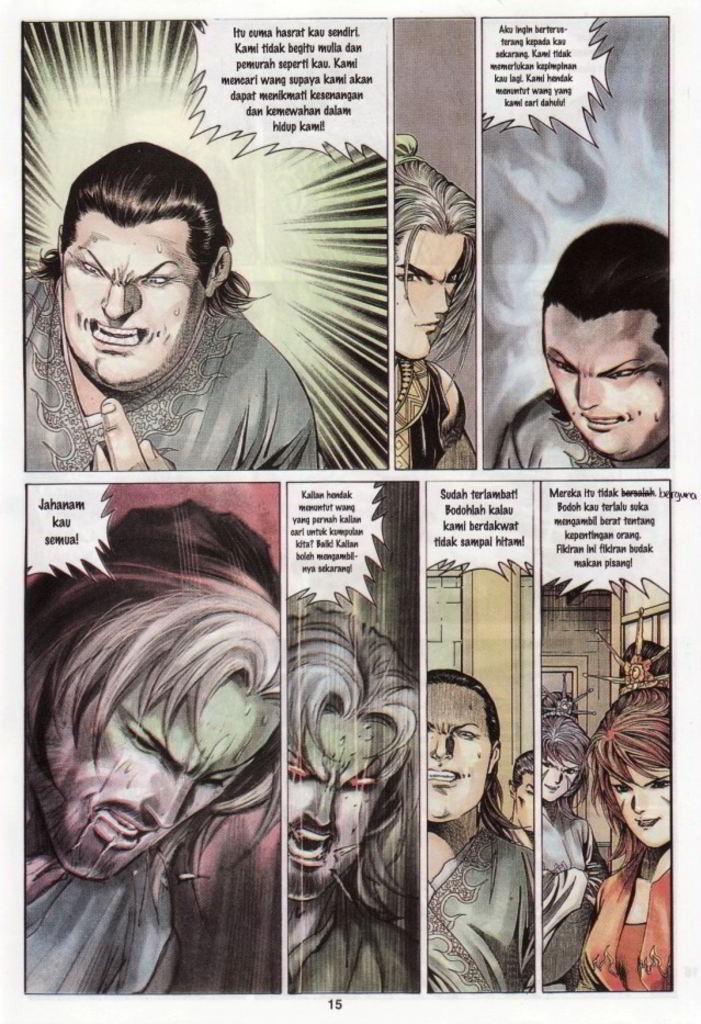 Itu cuma hasrat kau sendiri.
Kami tidak begitu mulia dan
pemurah seperti kau. Kami
mencari wang supaya kami akan
dapat menikmati kesenangan
dan kemewahan dalam
hidup kami!
Aku ingin berterus-
terang kepada kau
sekarang. Kami tidak
memerlukan kepimpinan
kau lagi. Kami hendak
menuntut wang yang
kami cari dahulu!
Jahanam
kau
semua!
Kalian hendak
menuntut wang
yang pernah kalian
cari untuk kumpulan
kita? Baik! Kalian
boleh mengambil-
nya sekarang!
Sudah terlambat!
Bodohlah kalau
kami berdakwat
tidak sampai hitam!
Mereka itu tidak bersalah. berguna
Bodoh kau terlalu suka
mengambil berat tentang
kepentingan orang.
Fikiran ini fikiran budak
makan pisang!
15